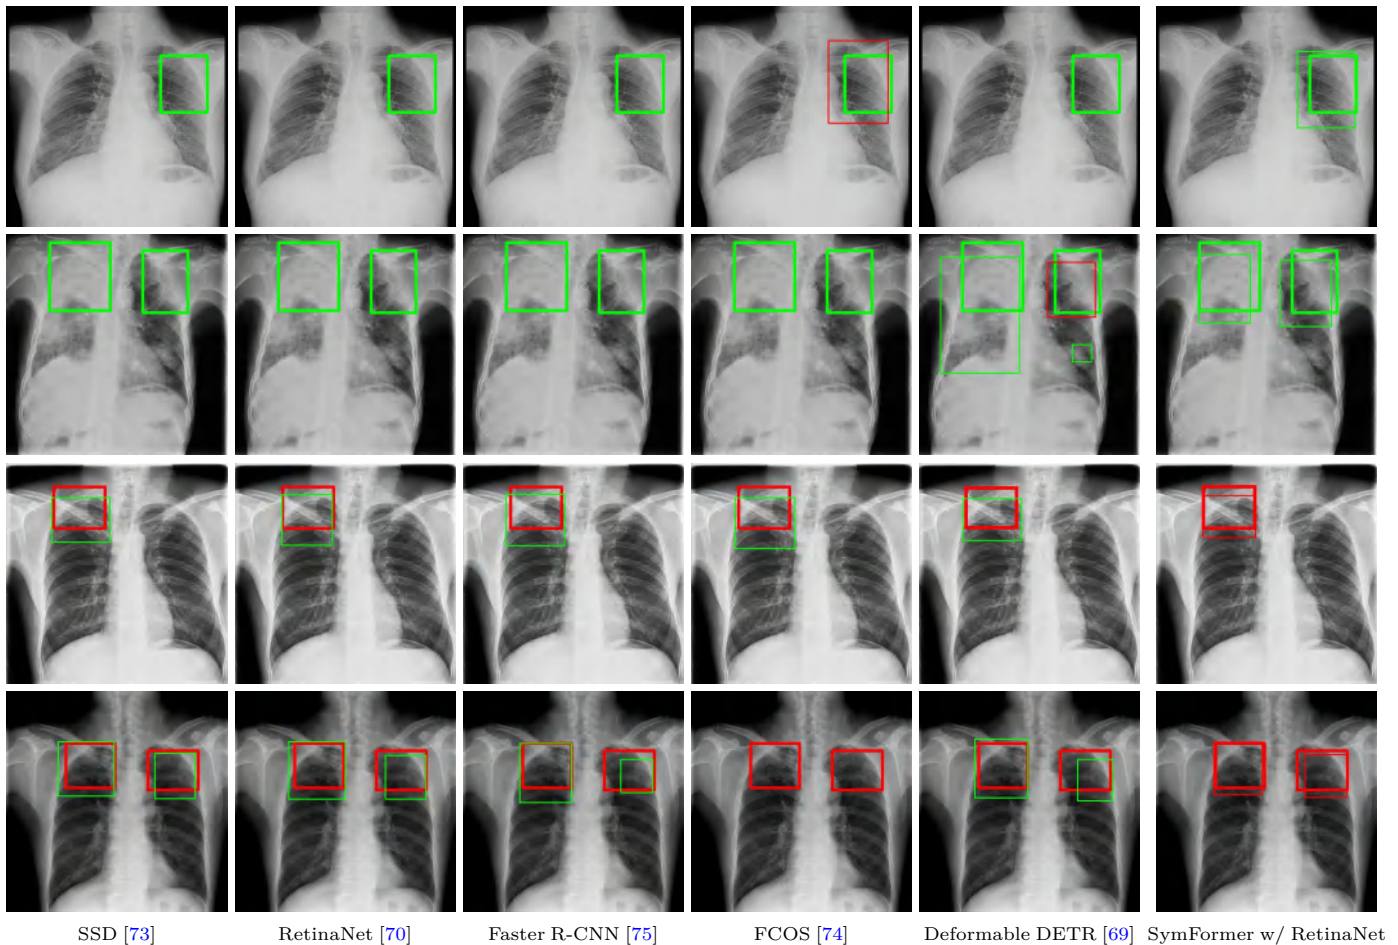 SSD [73]
RetinaNet [70]
Faster R-CNN [75]
FCOS [74]
Deformable DETR [69]
SymFormer w/ RetinaNet